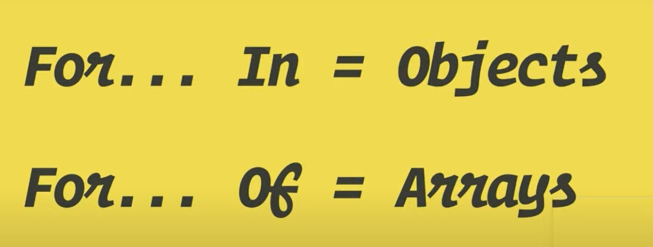 For... In = Objects
For... Of = Arrays